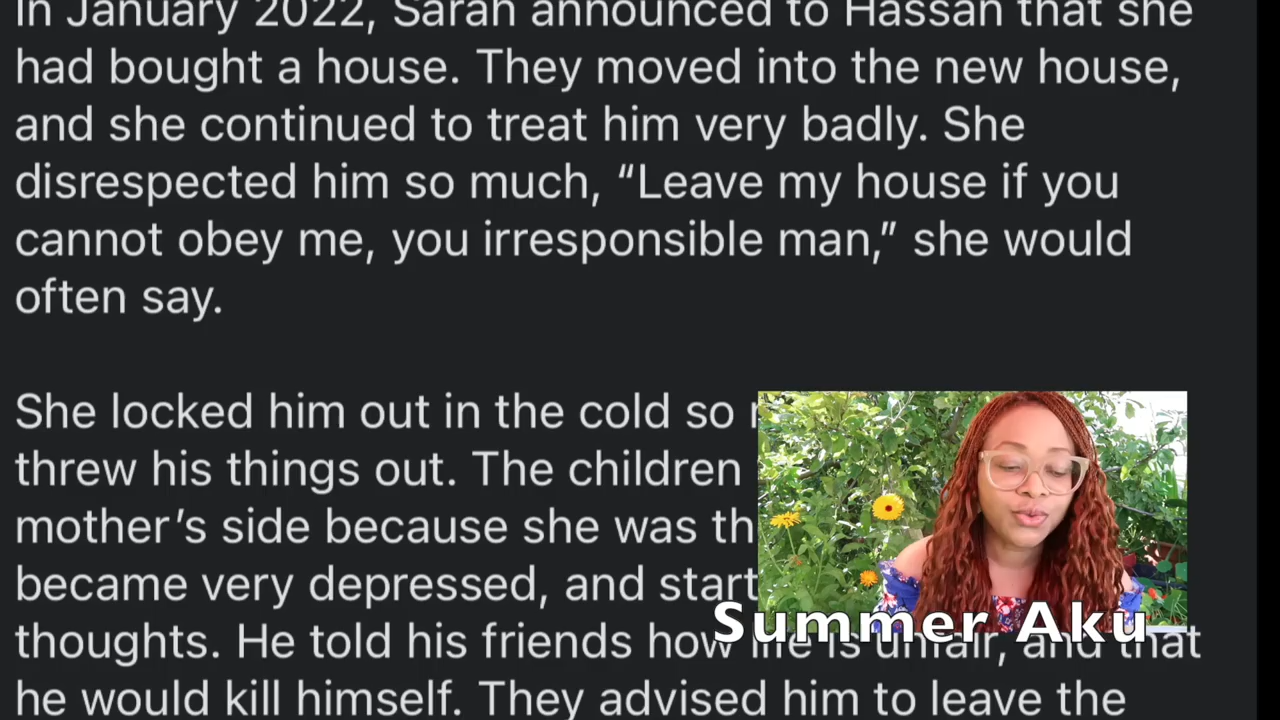 In January 2022, Sarah announced to Hassan that she
had bought a house. They moved into the new house,
and she continued to treat him very badly. She
disrespected him so much, “Leave my house if you
cannot obey me, you irresponsible man,” she would
often say.
She locked him out in the cold so
threw his things out. The children
mother’s side because she was
became very depressed, and
thoughts. He told his friends how life is unfair, and that
he would kill himself. They advised him to leave the
Summer Aku